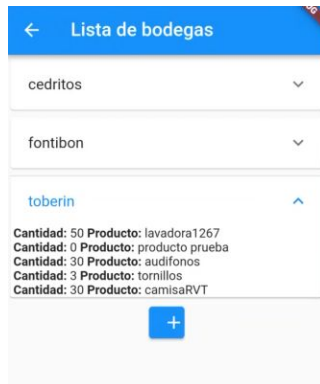 Lista de bodegas
cedritos
fontibon
toberin
Cantidad: 50 Producto: lavadora1267
Cantidad: 0 Producto: producto prueba
Cantidad: 30 Producto: audifonos
Cantidad: 3 Producto: tornillos
Cantidad: 30 Producto: camisaRVT